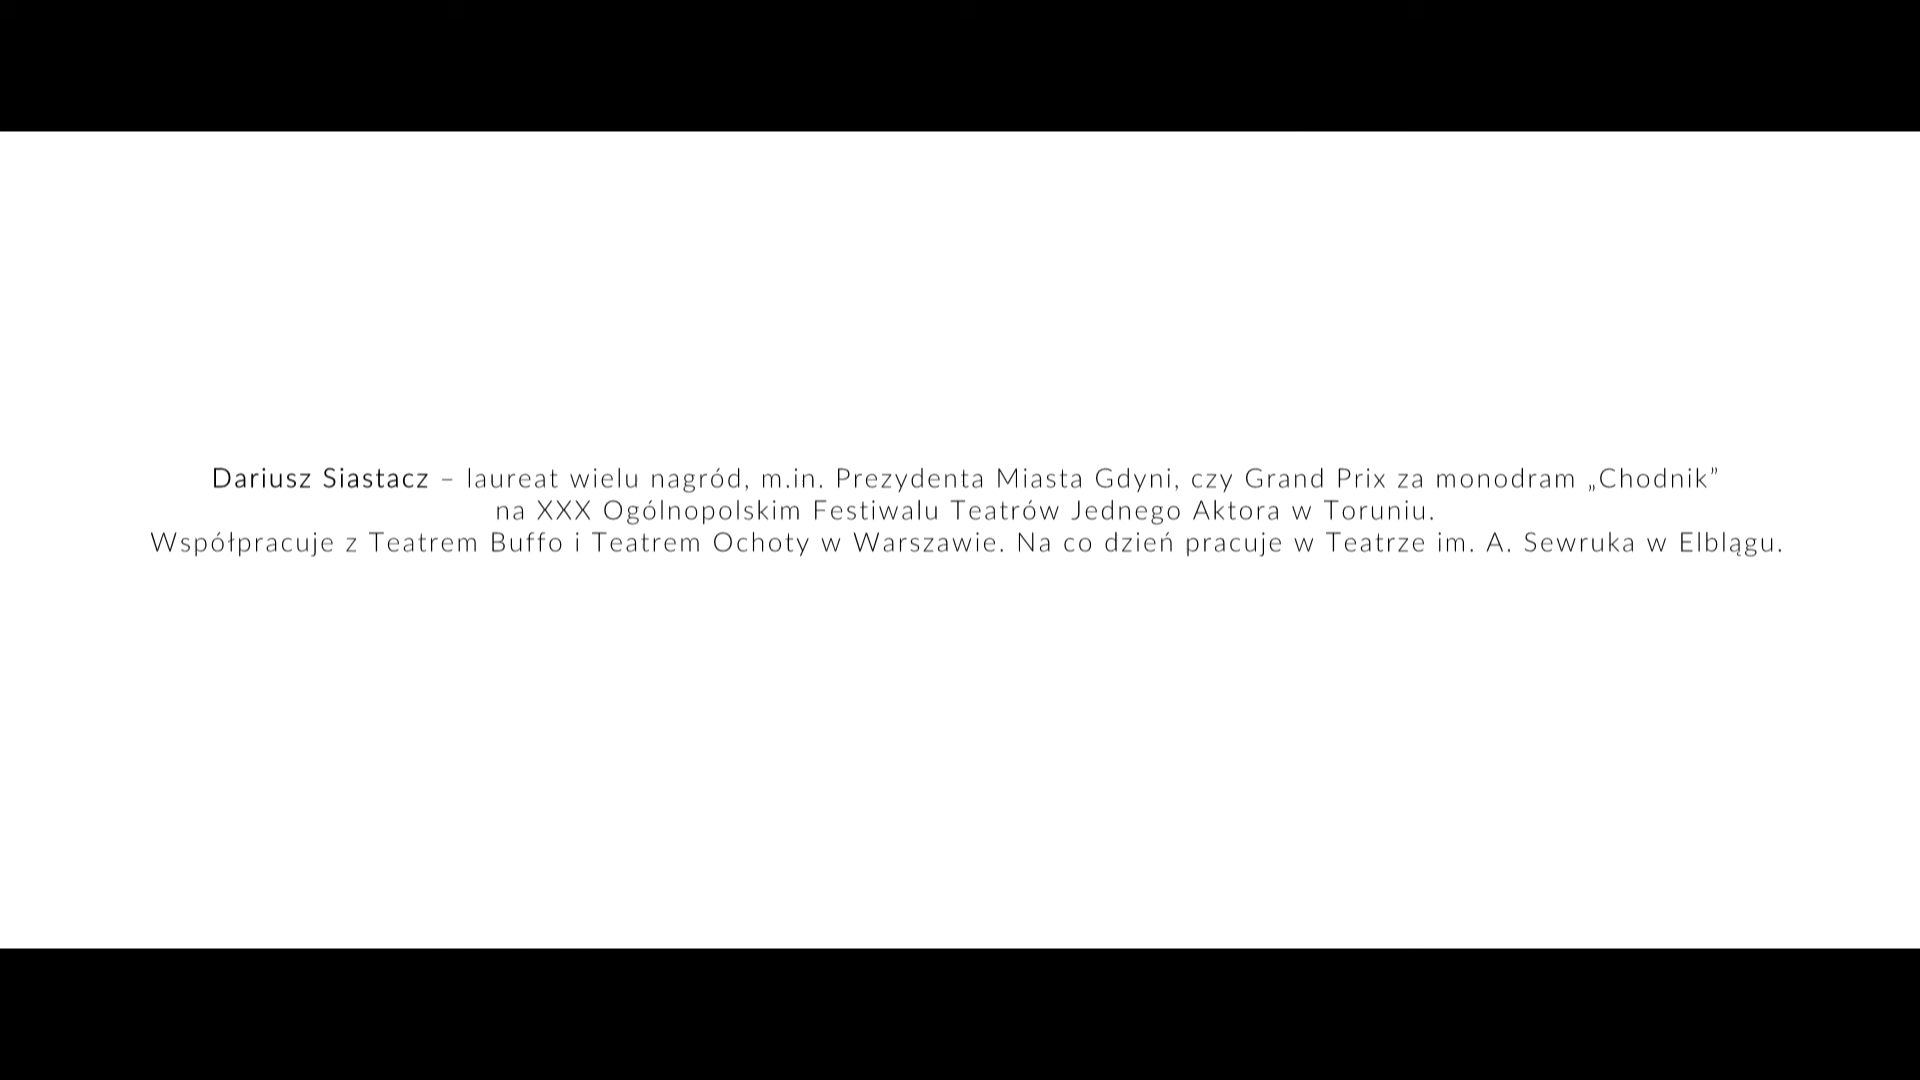 Dariusz Siastacz – laureat wielu nagród, m.in. Prezydenta Miasta Gdyni, czy Grand Prix za monodram „Chodnik”
na XXX Ogólnopolskim Festiwalu Teatrów Jednego Aktora w Toruniu.
Współpracuje z Teatrem Buffo i Teatrem Ochoty w Warszawie. Na co dzień pracuje w Teatrze im. A. Sewruka w Elblągu.